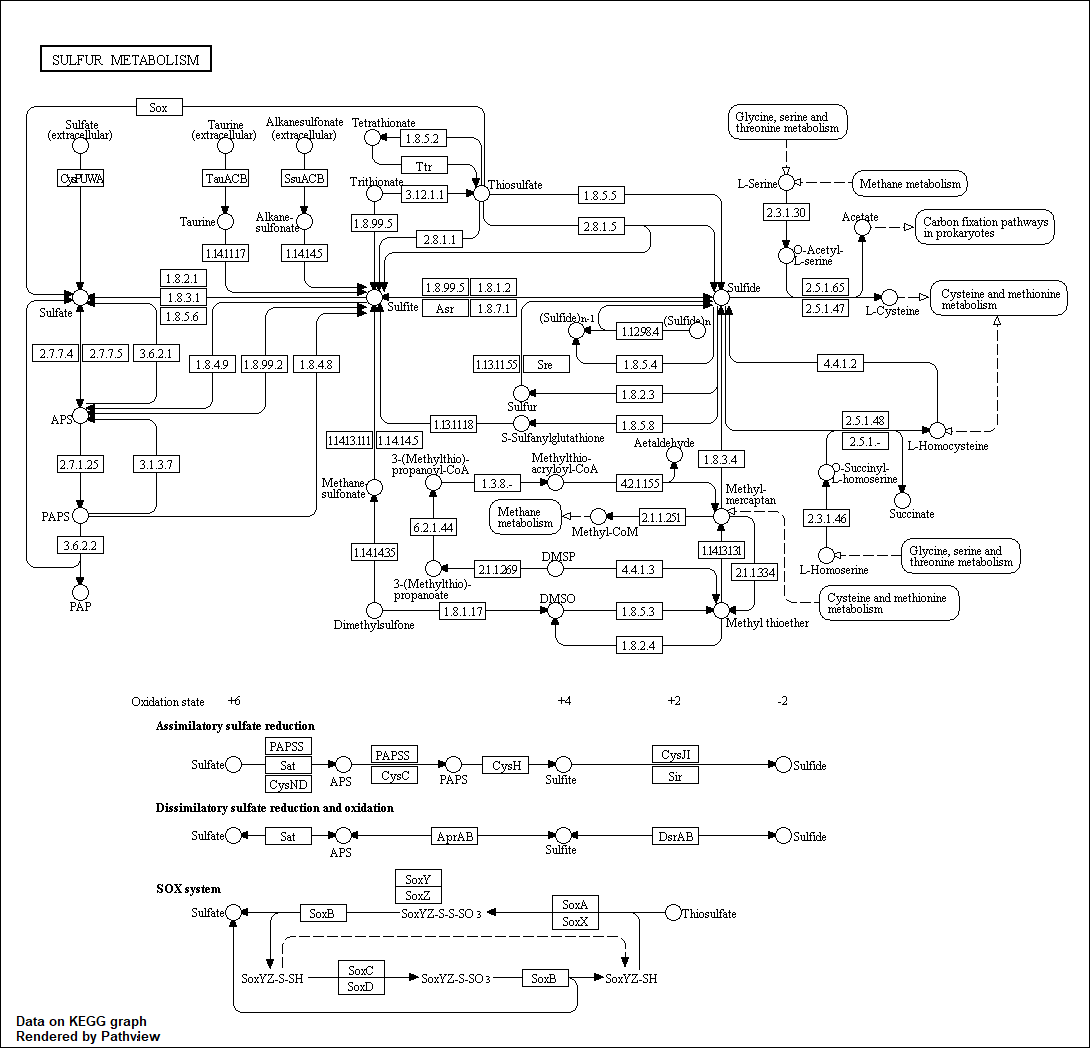 SULFUR METABOLISM
Sox
Sulfate
(extracellular)
Taurine
(extracellular)
Alkanesulfonate
(extracellular)
Tetrathionate
1.8.5.2
Ttr
Trithionate
3.12.1.1
Thiosulfate
1.8.5.5
Glycine, serine and
threonine metabolism
L-Serine
Methane metabolism
CysPUWA
TauACB
SsuACB
Taurine
Alkane-
sulfonate
1.8.99.5
2.8.1.1
2.8.1.5
2.3.1.30
Acetate
Carbon fixation pathways
in prokaryotes
1.14.11.17
1.14.14.5
O-Acetyl-
L-serine
1.8.2.1
1.8.3.1
1.8.5.6
Sulfate
Sulfite
1.8.99.5
1.8.1.2
Asr
1.8.7.1
Sulfide
2.5.1.65
2.5.1.47
L-Cysteine
Cysteine and methionine
metabolism
(Sulfide)n-1
1.12.98.4
(Sulfide)n
2.7.7.4
2.7.7.5
3.6.2.1
1.8.4.9
1.8.99.2
1.8.4.8
1.13.11.55
Sre
1.8.5.4
4.4.1.2
1.8.2.3
Sulfur
APS
1.13.11.18
S-Sulfanylglutathione
1.8.5.8
2.5.1.48
2.5.1.-
L-Homocysteine
1.14.13.111
1.14.14.5
Aetaldehyde
2.7.1.25
3.1.3.7
3-(Methylthio)-
propanoyl-CoA
Methylthio-
acryloyl-CoA
1.8.3.4
O-Succinyl-
L-homoserine
Methane
sulfonate
1.3.8.-
4.2.1.155
Methyl-
mercaptan
Succinate
PAPS
Methane
metabolism
Methyl-CoM
2.1.1.251
2.3.1.46
6.2.1.44
3.6.2.2
1.14.14.35
1.14.13.131
L-Homoserine
Glycine, serine and
threonine metabolism
DMSP
2.1.1.269
4.4.1.3
2.1.1.334
PAP
3-(Methylthio)-
propanoate
DMSO
Cysteine and methionine
metabolism
Dimethylsulfone
1.8.1.17
1.8.5.3
Methyl thioether
1.8.2.4
Oxidation state
+6
+4
+2
-2
Assimilatory sulfate reduction
Sulfate
PAPSS
Sat
CysND
APS
PAPSS
CysC
PAPS
CysH
Sulfite
CysJI
Sir
Sulfide
Dissimilatory sulfate reduction and oxidation
Sulfate
Sat
APS
AprAB
Sulfite
DsrAB
Sulfide
SOX system
SoxY
SoxZ
Sulfate
SoxB
SoxYZ-S-S-SO3
SoxA
SoxX
Thiosulfate
SoxYZ-S-SH
SoxC
SoxD
SoxYZ-S-SO3
SoxB
SoxYZ-SH
Data on KEGG graph
Rendered by Pathview